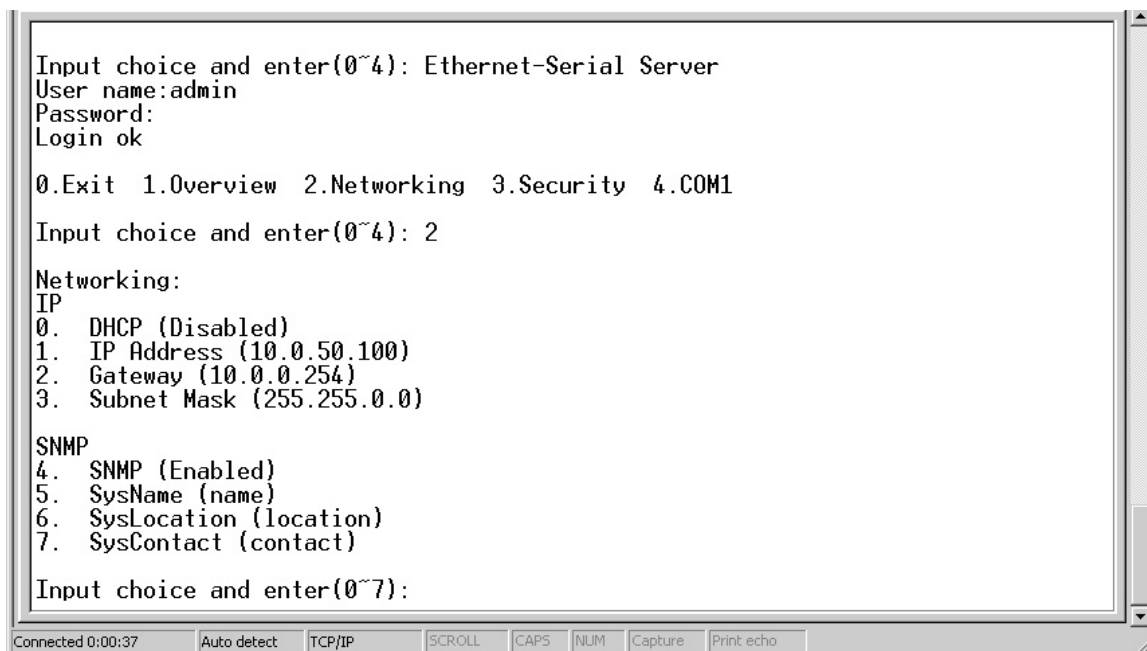 Input choice and enter(0~4): Ethernet-Serial Server
User name:admin
Password:
Login ok
0.Exit  1.Overview  2.Networking  3.Security  4.COM1
Input choice and enter(0~4): 2
Networking:
IP
0.  DHCP (Disabled)
1.  IP Address (10.0.50.100)
2.  Gateway (10.0.0.254)
3.  Subnet Mask (255.255.0.0)
SNMP
4.  SNMP (Enabled)
5.  SysName (name)
6.  SysLocation (location)
7.  SysContact (contact)
Input choice and enter(0~7):
Connected 0:00:37 Auto detect TCP/IP SCROLL CAPS NUM Capture Print echo